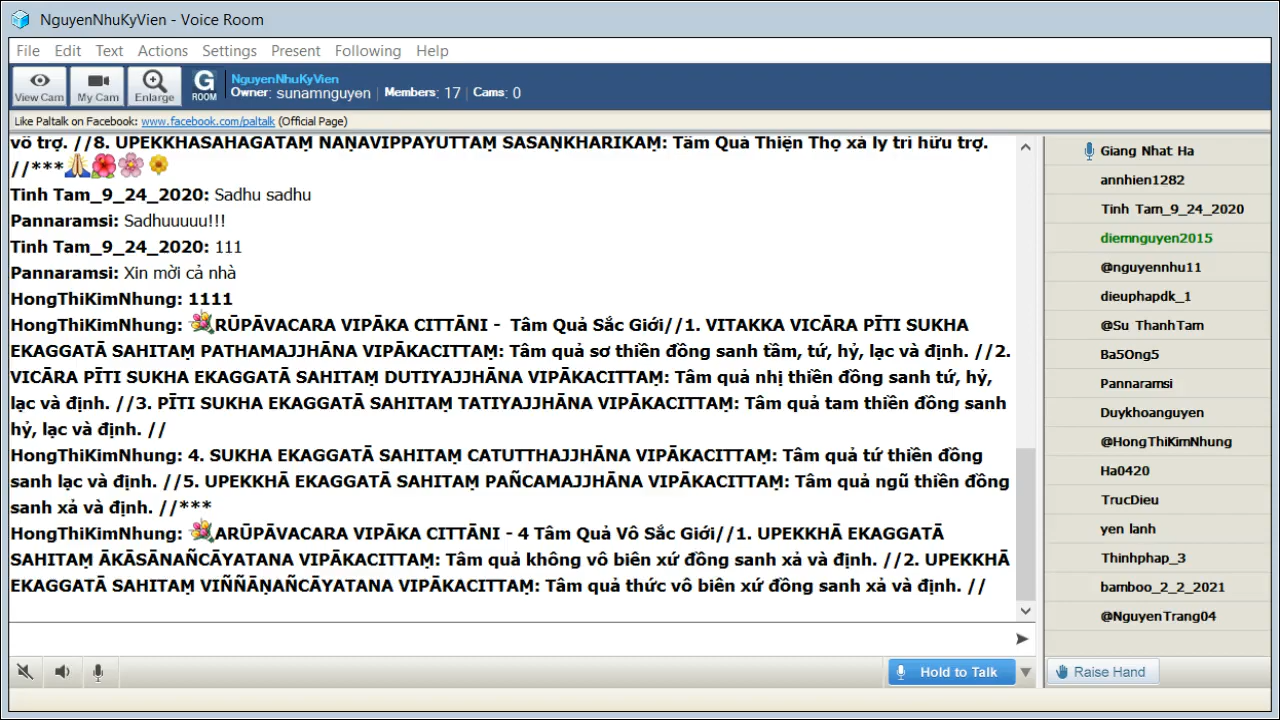 NguyenNhuKyVien - Voice Room
File Edit Text Actions Settings Present Following Help
View Cam My Cam Enlarge G ROOM NguyenNhuKyVien
Owner: sunamnguyen Members: 17 Cams: 0
Like Paltalk on Facebook: www.facebook.com/paltalk (Official Page)
vô trợ. //8. UPEKKHĀSAHAGATAṂ ÑĀṆAVIPPAYUTTAṂ SASAṄKHĀRIKAṂ: Tâm Quả Thiện Thọ xả ly trí hữu trợ.
//***
Tinh Tam_9_24_2020: Sadhu sadhu
Pannaramsi: Sadhuuuuu!!!
Tinh Tam_9_24_2020: 111
Pannaramsi: Xin mời cả nhà
HongThiKimNhung: 1111
HongThiKimNhung: RŪPĀVACARA VIPĀKA CITTĀNI - Tâm Quả Sắc Giới//1. VITAKKA VICĀRA PĪTI SUKHA
EKAGGATĀ SAHITAṂ PATHAMAJJHĀNA VIPĀKACITTAṂ: Tâm quả sơ thiền đồng sanh tầm, tứ, hỷ, lạc và định. //2.
VICĀRA PĪTI SUKHA EKAGGATĀ SAHITAṂ DUTIYAJJHĀNA VIPĀKACITTAṂ: Tâm quả nhị thiền đồng sanh tứ, hỷ,
lạc và định. //3. PĪTI SUKHA EKAGGATĀ SAHITAṂ TATIYAJJHĀNA VIPĀKACITTAṂ: Tâm quả tam thiền đồng sanh
hỷ, lạc và định. //
HongThiKimNhung: 4. SUKHA EKAGGATĀ SAHITAṂ CATUTTHAJJHĀNA VIPĀKACITTAṂ: Tâm quả tứ thiền đồng
sanh lạc và định. //5. UPEKKHĀ EKAGGATĀ SAHITAṂ PAÑCAMAJJHĀNA VIPĀKACITTAṂ: Tâm quả ngũ thiền đồng
sanh xả và định. //***
HongThiKimNhung: ARŪPĀVACARA VIPĀKA CITTĀNI - 4 Tâm Quả Vô Sắc Giới//1. UPEKKHĀ EKAGGATĀ
SAHITAṂ ĀKĀSĀNAÑCĀYATANA VIPĀKACITTAṂ: Tâm quả không vô biên xứ đồng sanh xả và định. //2. UPEKKHĀ
EKAGGATĀ SAHITAṂ VIÑÑĀṆAÑCĀYATANA VIPĀKACITTAṂ: Tâm quả thức vô biên xứ đồng sanh xả và định. //
Hold to Talk
Giang Nhat Ha
annhien1282
Tinh Tam_9_24_2020
diemnguyen2015
@nguyennhu11
dieuphapdk_1
@Su ThanhTam
Ba5Ong5
Pannaramsi
Duykhoanguyen
@HongThiKimNhung
Ha0420
TrucDieu
yen lanh
Thinhphap_3
bamboo_2_2_2021
@NguyenTrang04
Raise Hand